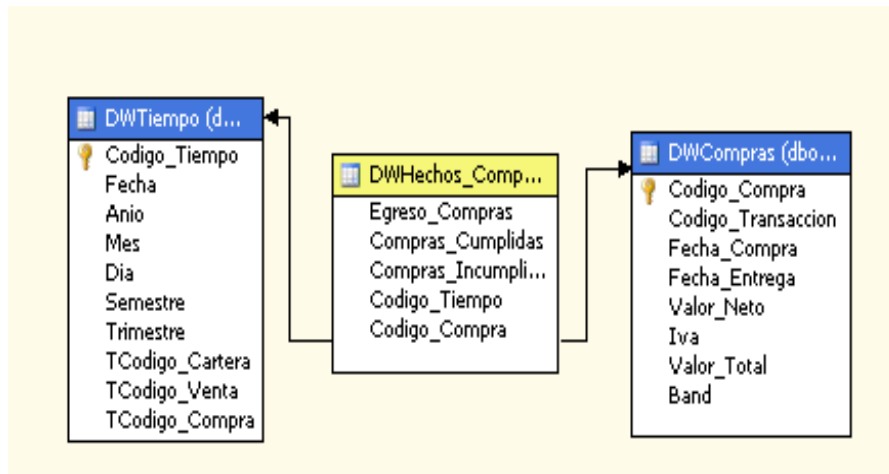 DWTiempo (d...
Codigo_Tiempo
Fecha
Anio
Mes
Dia
Semestre
Trimestre
TCodigo_Cartera
TCodigo_Venta
TCodigo_Compra
DWHechos_Comp...
Egreso_Compras
Compras_Cumplidas
Compras_Incumpli...
Codigo_Tiempo
Codigo_Compra
DWCompras (dbo...
Codigo_Compra
Codigo_Transaccion
Fecha_Compra
Fecha_Entrega
Valor_Neto
Iva
Valor_Total
Band